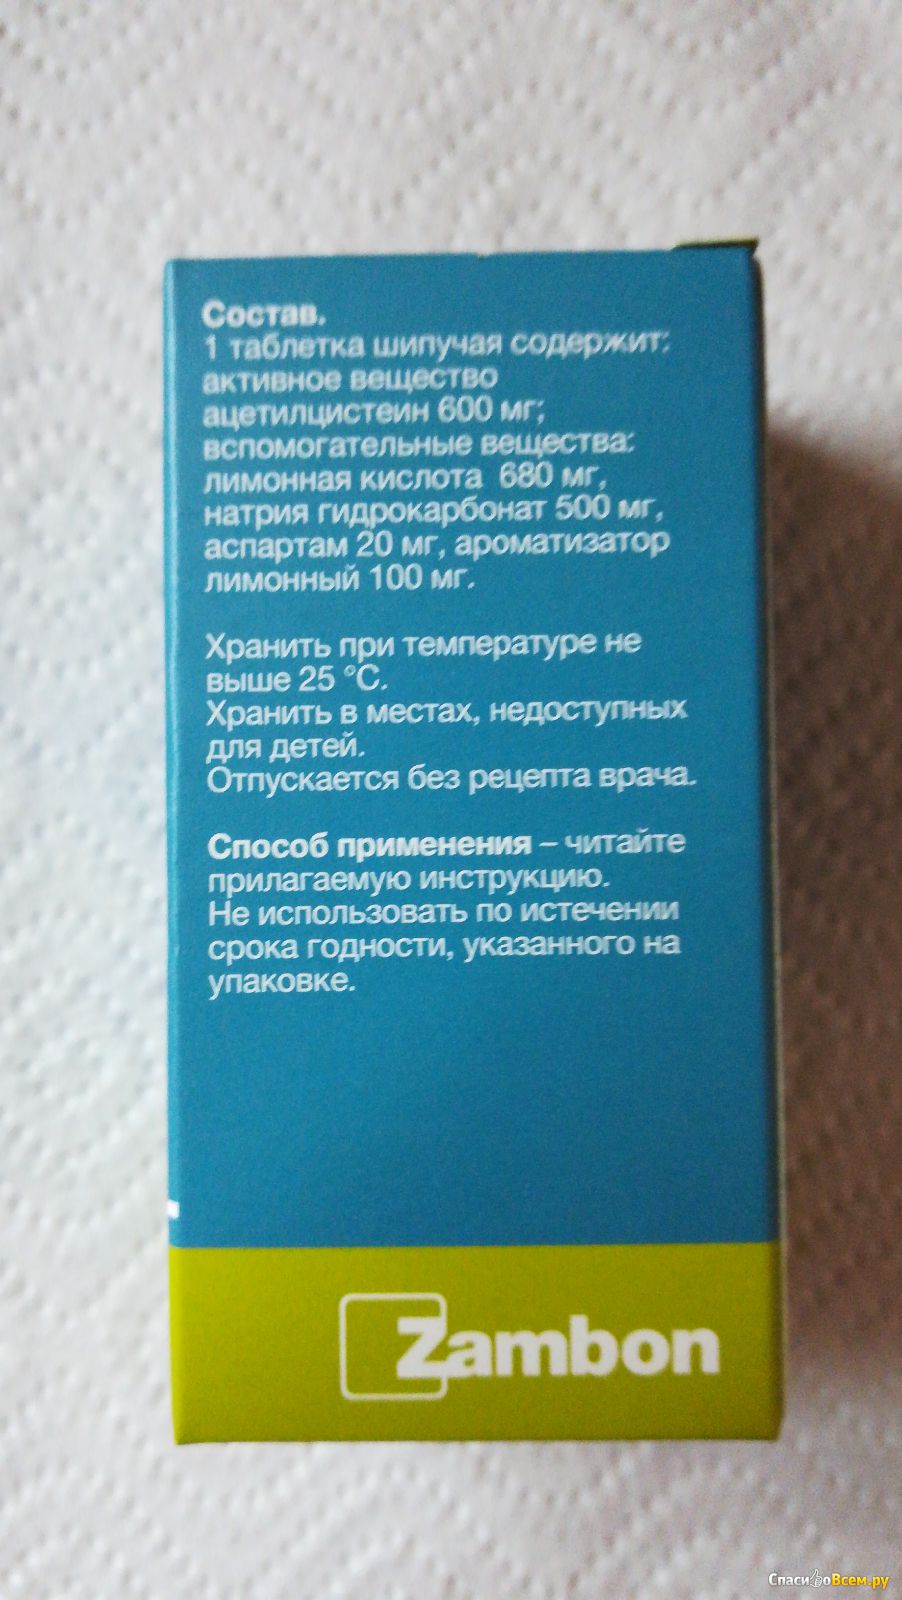 Состав.
1 таблетка шипучая содержит:
активное вещество
ацетилцистеин 600 мг;
вспомогательные вещества:
лимонная кислота 680 мг,
натрия гидрокарбонат 500 мг,
аспартам 20 мг, ароматизатор
лимонный 100 мг.
Хранить при температуре не
выше 25 °C.
Хранить в местах, недоступных
для детей.
Отпускается без рецепта врача.
Способ применения – читайте
прилагаемую инструкцию.
Не использовать по истечении
срока годности, указанного на
упаковке.
Zambon
СпасибоВсем.ру